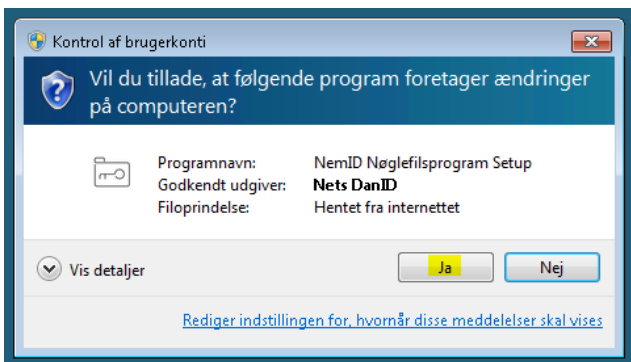 Kontrol af brugerkonti
Vil du tillade, at følgende program foretager ændringer
på computeren?
Programnavn: NemID Nøglefilsprogram Setup
Godkendt udgiver: Nets DanID
Filoprindelse: Hentet fra internettet
Vis detaljer Ja Nej
Rediger indstillingen for, hvornår disse meddelelser skal vises